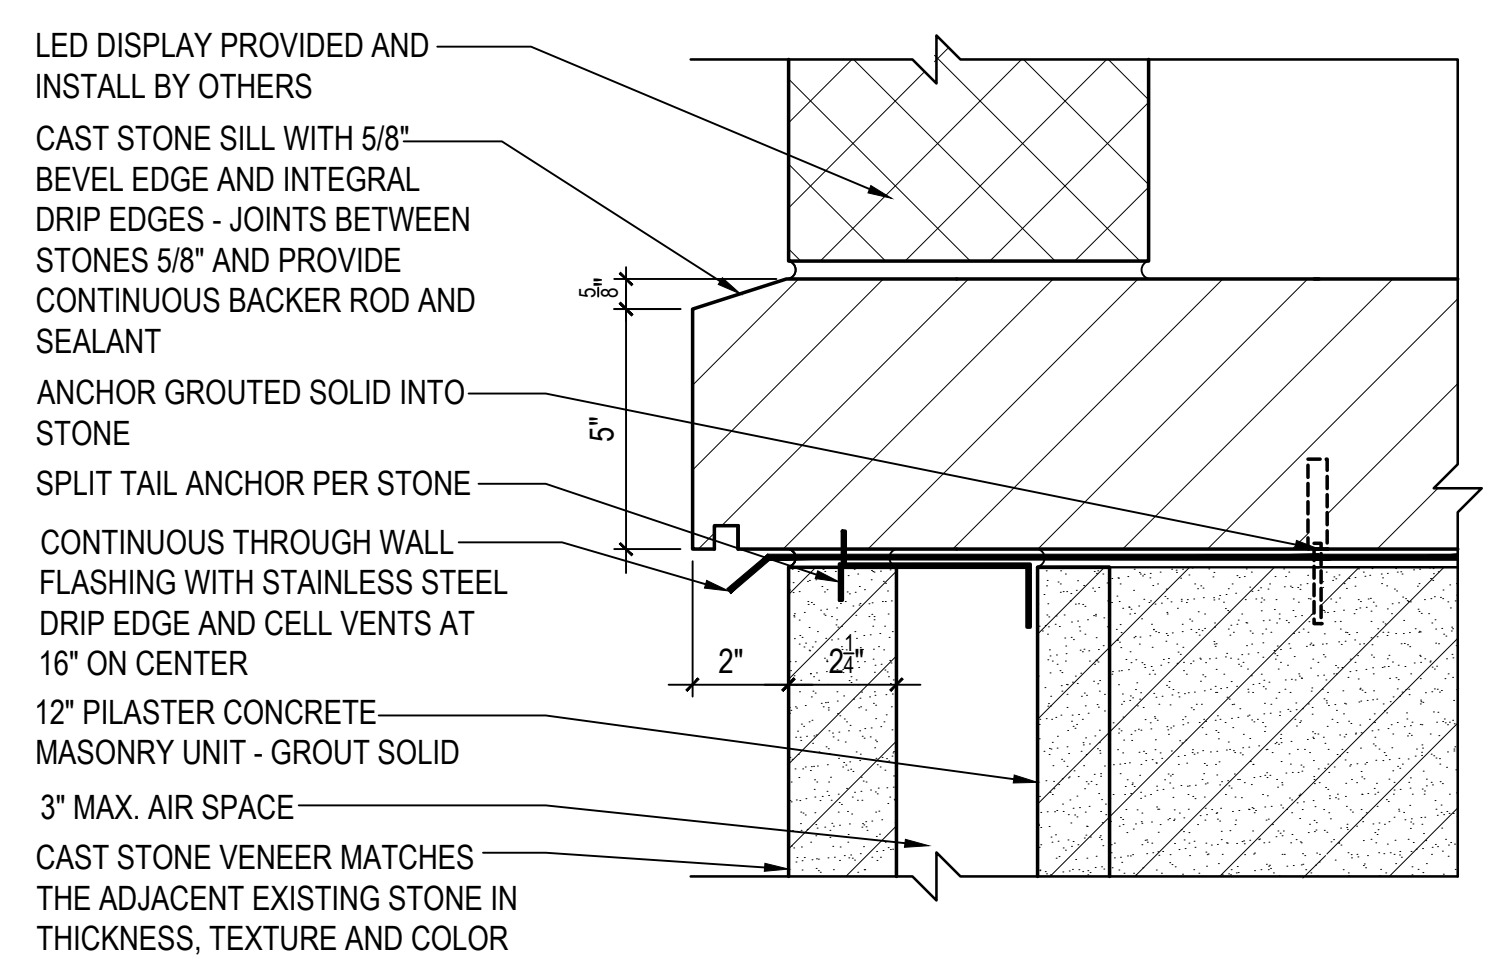 LED DISPLAY PROVIDED AND
INSTALL BY OTHERS
CAST STONE SILL WITH 5/8"
BEVEL EDGE AND INTEGRAL
DRIP EDGES - JOINTS BETWEEN
STONES 5/8" AND PROVIDE
CONTINUOUS BACKER ROD AND
SEALANT
ANCHOR GROUTED SOLID INTO
STONE
SPLIT TAIL ANCHOR PER STONE
CONTINUOUS THROUGH WALL
FLASHING WITH STAINLESS STEEL
DRIP EDGE AND CELL VENTS AT
16" ON CENTER
12" PILASTER CONCRETE
MASONRY UNIT - GROUT SOLID
3" MAX. AIR SPACE
CAST STONE VENEER MATCHES
THE ADJACENT EXISTING STONE IN
THICKNESS, TEXTURE AND COLOR
5/8"
5"
2"
2 1/4"